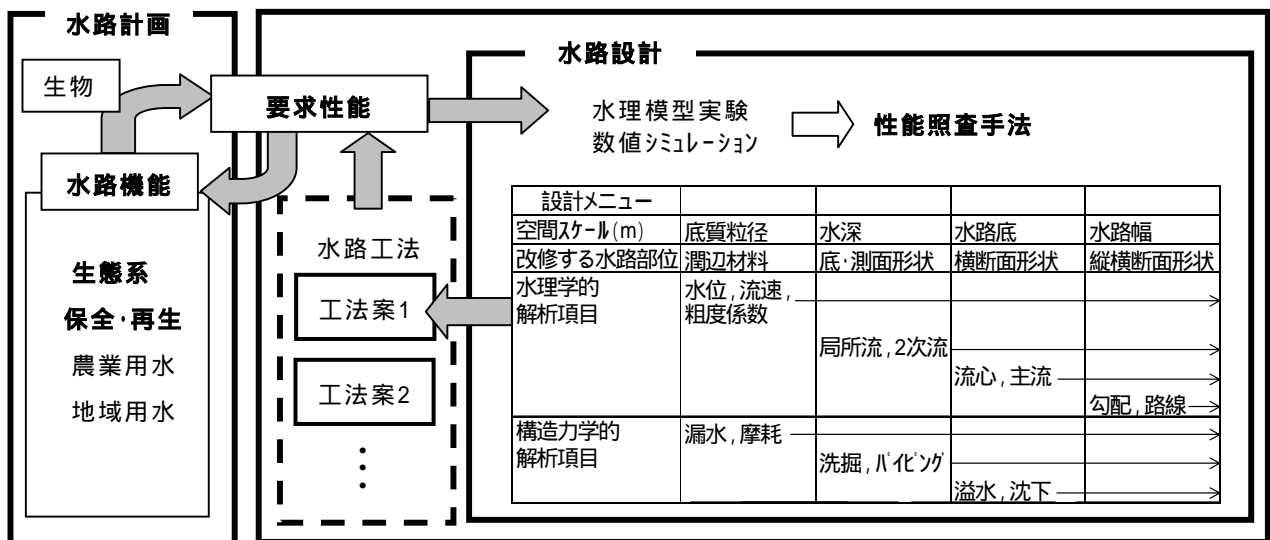 水路計画
生物
水路機能
生態系
保全･再生
農業用水
地域用水
要求性能
水路工法
工法案1
工法案2
⋮
水路設計
水理模型実験
数値ｼﾐｭﾚｰｼｮﾝ
性能照査手法
設計メニュー
空間ｽｹｰﾙ(m) 底質粒径 水深 水路底 水路幅
改修する水路部位 潤辺材料 底･測面形状 横断面形状 縦横断面形状
水理学的 水位,流速,
解析項目 粗度係数
局所流,2次流
流心,主流
勾配,路線
構造力学的 漏水,摩耗
解析項目 洗掘,ﾊﾟｲﾋﾟﾝｸﾞ
溢水,沈下